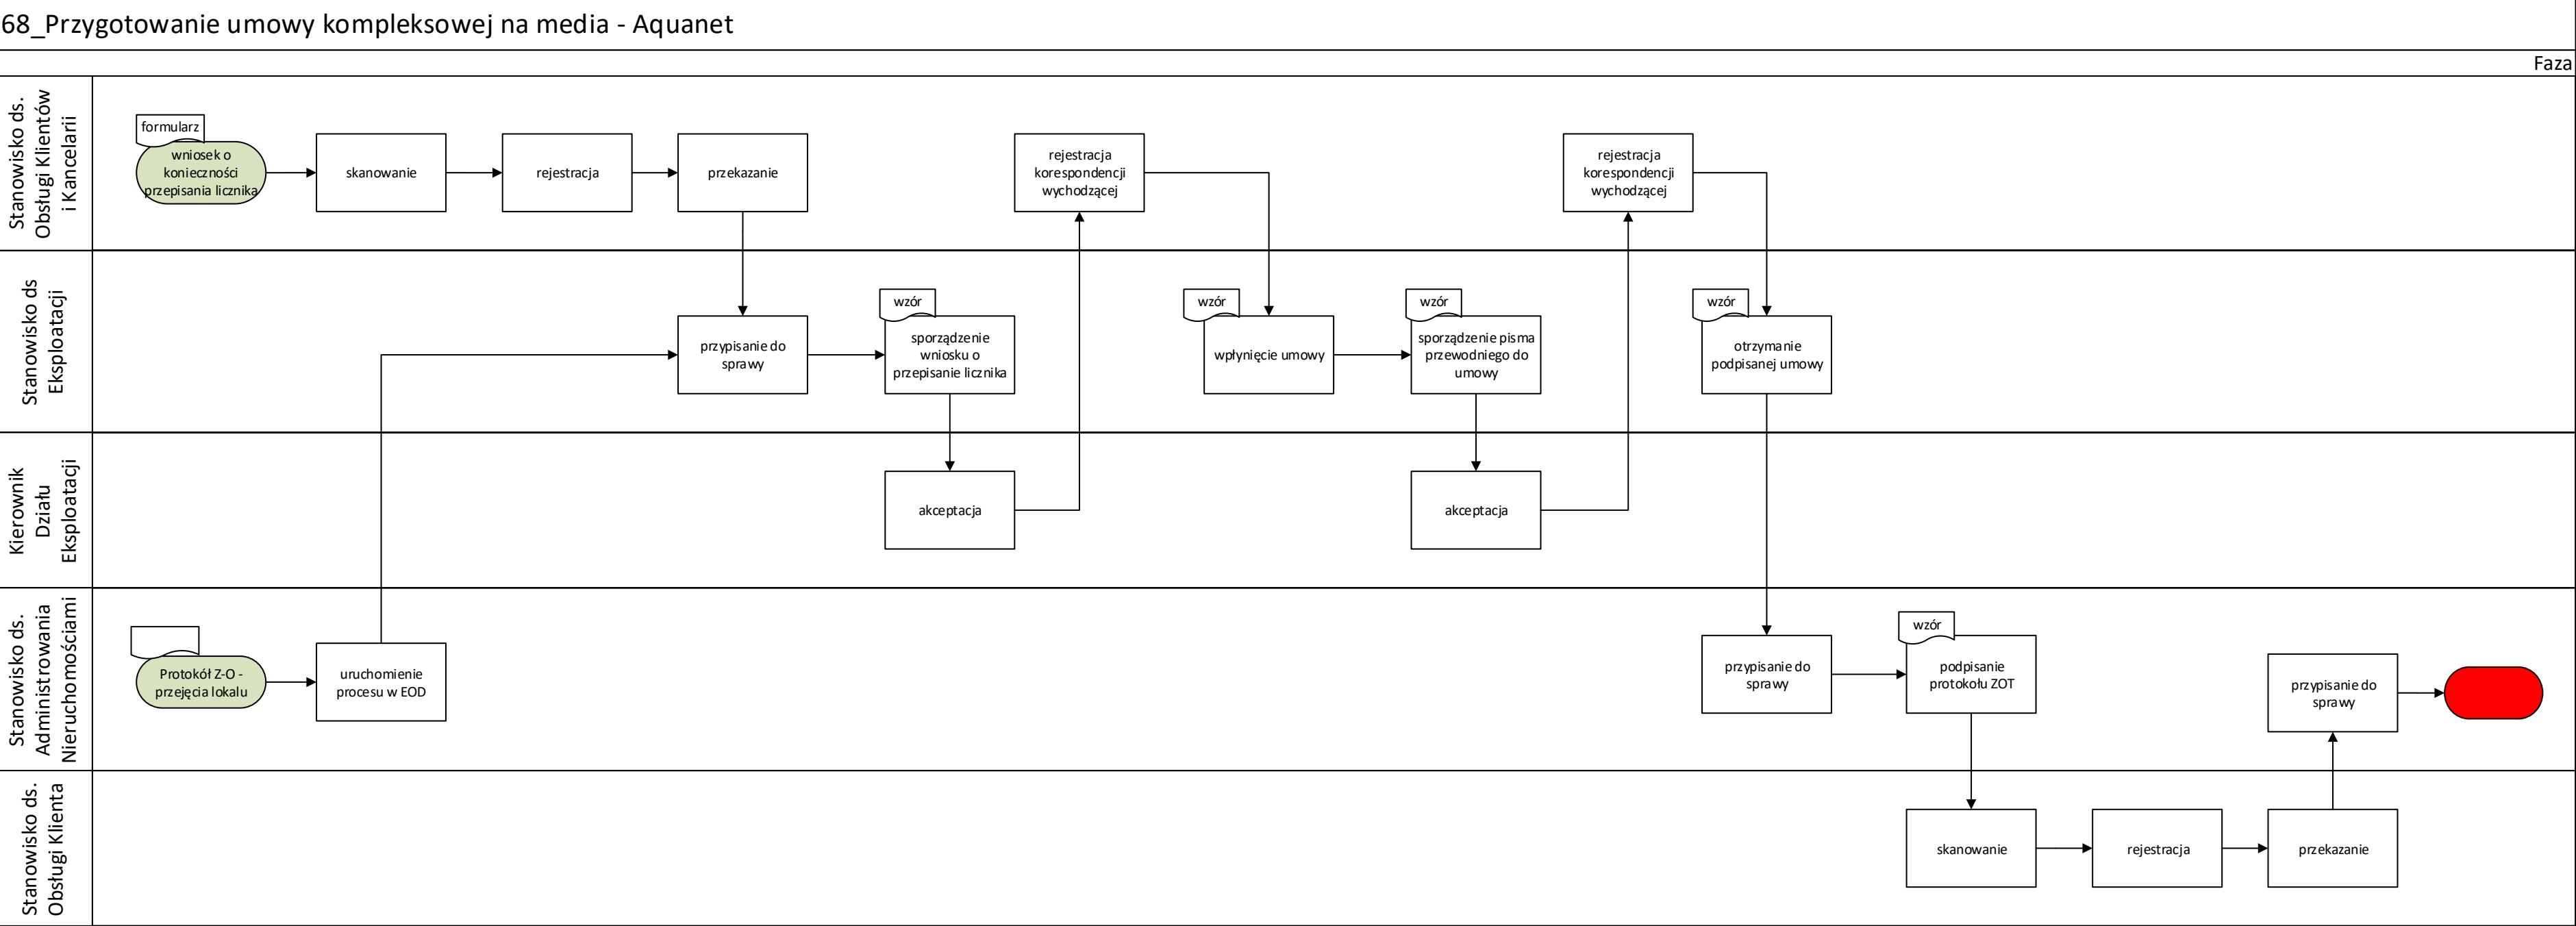 68_Przygotowanie umowy kompleksowej na media - Aquanet
Faza
Stanowisko ds.
Obsługi Klientów
i Kancelarii
formularz
wniosek o
konieczności
przepisania licznika
skanowanie
rejestracja
przekazanie
rejestracja
korespondencji
wychodzącej
rejestracja
korespondencji
wychodzącej
Stanowisko ds
Eksploatacji
przypisanie do
sprawy
wzór
sporządzenie
wniosku o
przepisanie licznika
wzór
wpłynięcie umowy
wzór
sporządzenie pisma
przewodniego do
umowy
wzór
otrzymanie
podpisanej umowy
Kierownik
Działu
Eksploatacji
akceptacja
akceptacja
Stanowisko ds.
Administrowania
Nieruchomościami
Protokół Z-O -
przejęcia lokalu
uruchomienie
procesu w EOD
przypisanie do
sprawy
wzór
podpisanie
protokołu ZOT
przypisanie do
sprawy
Stanowisko ds.
Obsługi Klienta
skanowanie
rejestracja
przekazanie